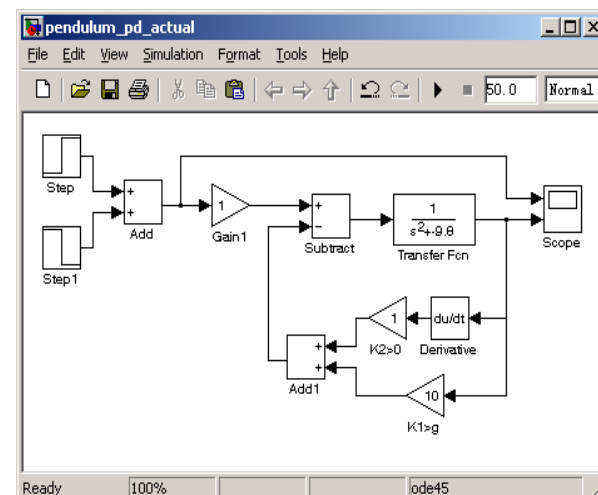 pendulum_pd_actual
File Edit View Simulation Format Tools Help
50.0 Normal
Step
Step1
+
+
Add
1
Gain1
+
−
Subtract
1
s²+-9.8
Transfer Fcn
Scope
1
K2>0
du/dt
Derivative
+
+
Add1
10
K1>g
Ready 100% ode45